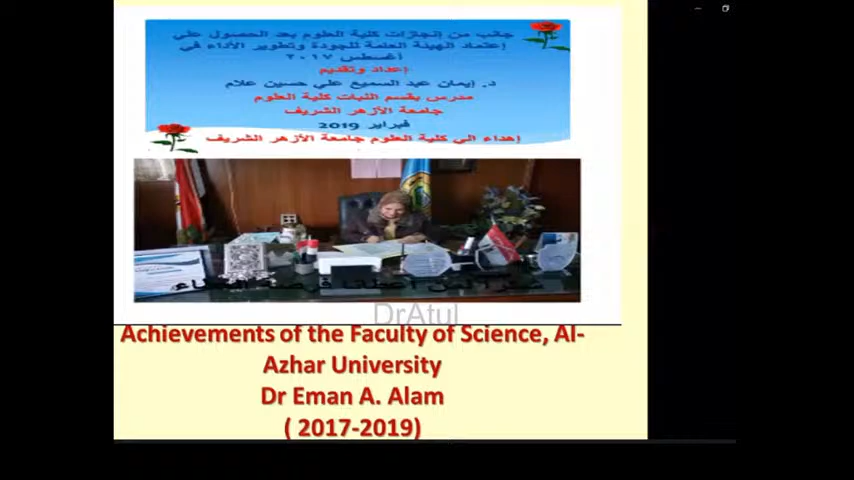 جانب من إنجازات كلية العلوم بعد الحصول علي
إعتماد الهيئة العامة للجودة وتطوير الأداء في
أغسطس ٢٠١٧
إعداد وتقديم
د. إيمان عبد السميع علي حسين علام
مدرس بقسم النبات كلية العلوم
جامعة الأزهر الشريف
فبراير 2019
إهداء الي كلية العلوم جامعة الأزهر الشريف
DrAtul
Achievements of the Faculty of Science, Al-
Azhar University
Dr Eman A. Alam
( 2017-2019)